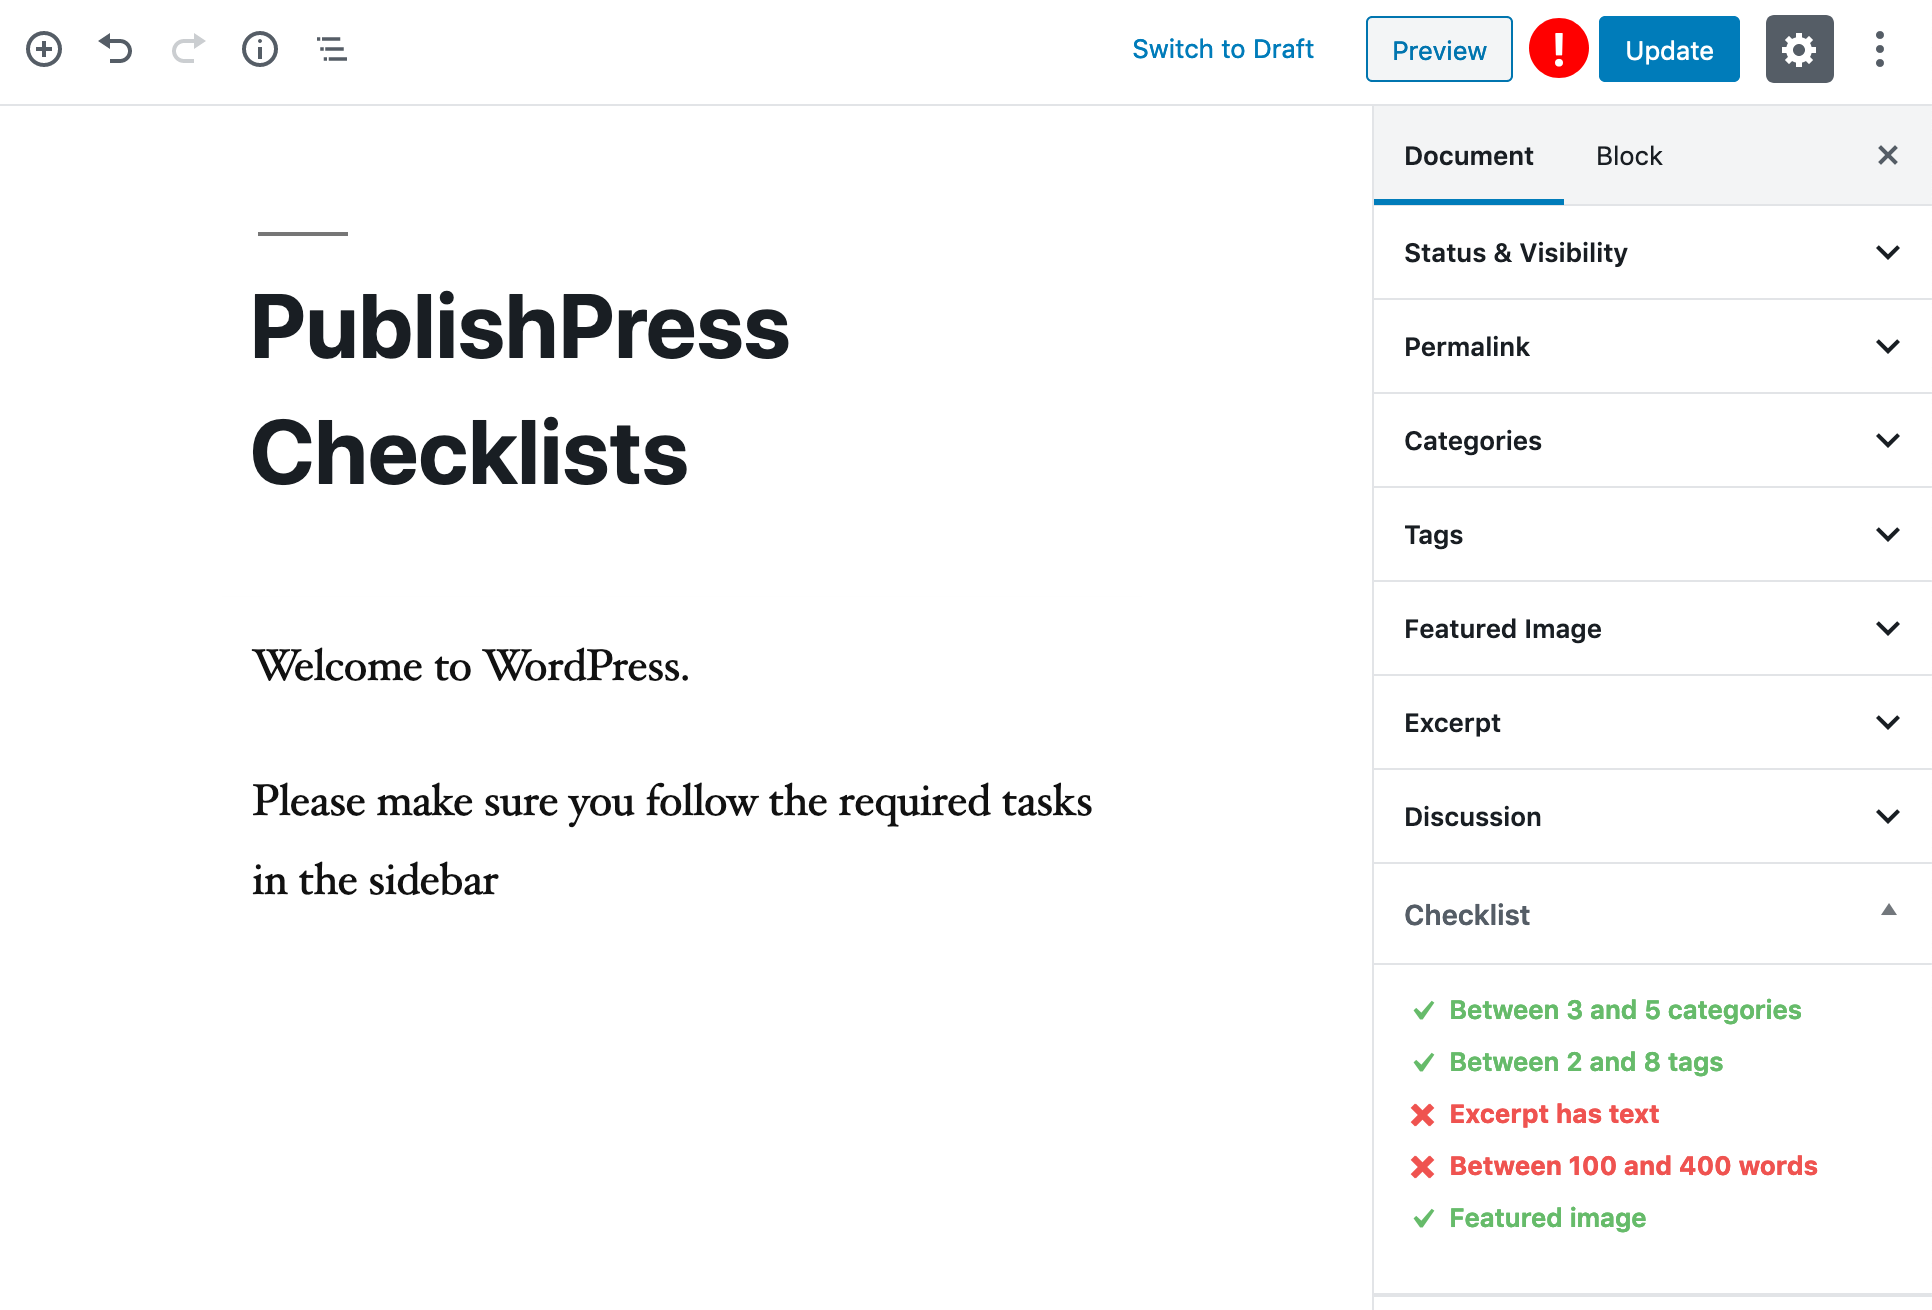 Switch to Draft
Preview
!
Update
Document
Block
Status & Visibility
Permalink
Categories
Tags
Featured Image
Excerpt
Discussion
Checklist
Between 3 and 5 categories
Between 2 and 8 tags
Excerpt has text
Between 100 and 400 words
Featured image
PublishPress
Checklists
Welcome to WordPress.
Please make sure you follow the required tasks
in the sidebar